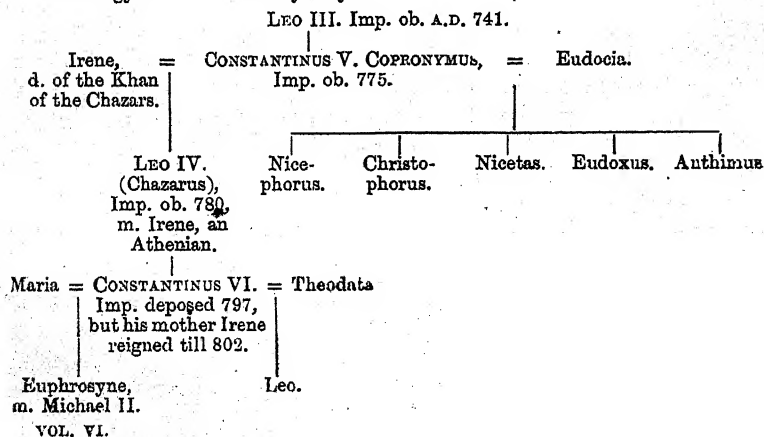 LEO III. Imp. ob. A.D. 741.
Irene, = CONSTANTINUS V. COPRONYMUS, = Eudocia.
d. of the Khan Imp. ob. 775.
of the Chazars.
LEO IV. Nice- Christo- Nicetas. Eudoxus. Authimus
(Chazarus), phorus. phorus.
Imp. ob. 780,
m. Irene, an
Athenian.
Maria = CONSTANTINUS VI. = Theodata
Imp. deposed 797,
but his mother Irene
reigned till 802.
Euphrosyne, Leo.
m. Michael II.
VOL. VI.